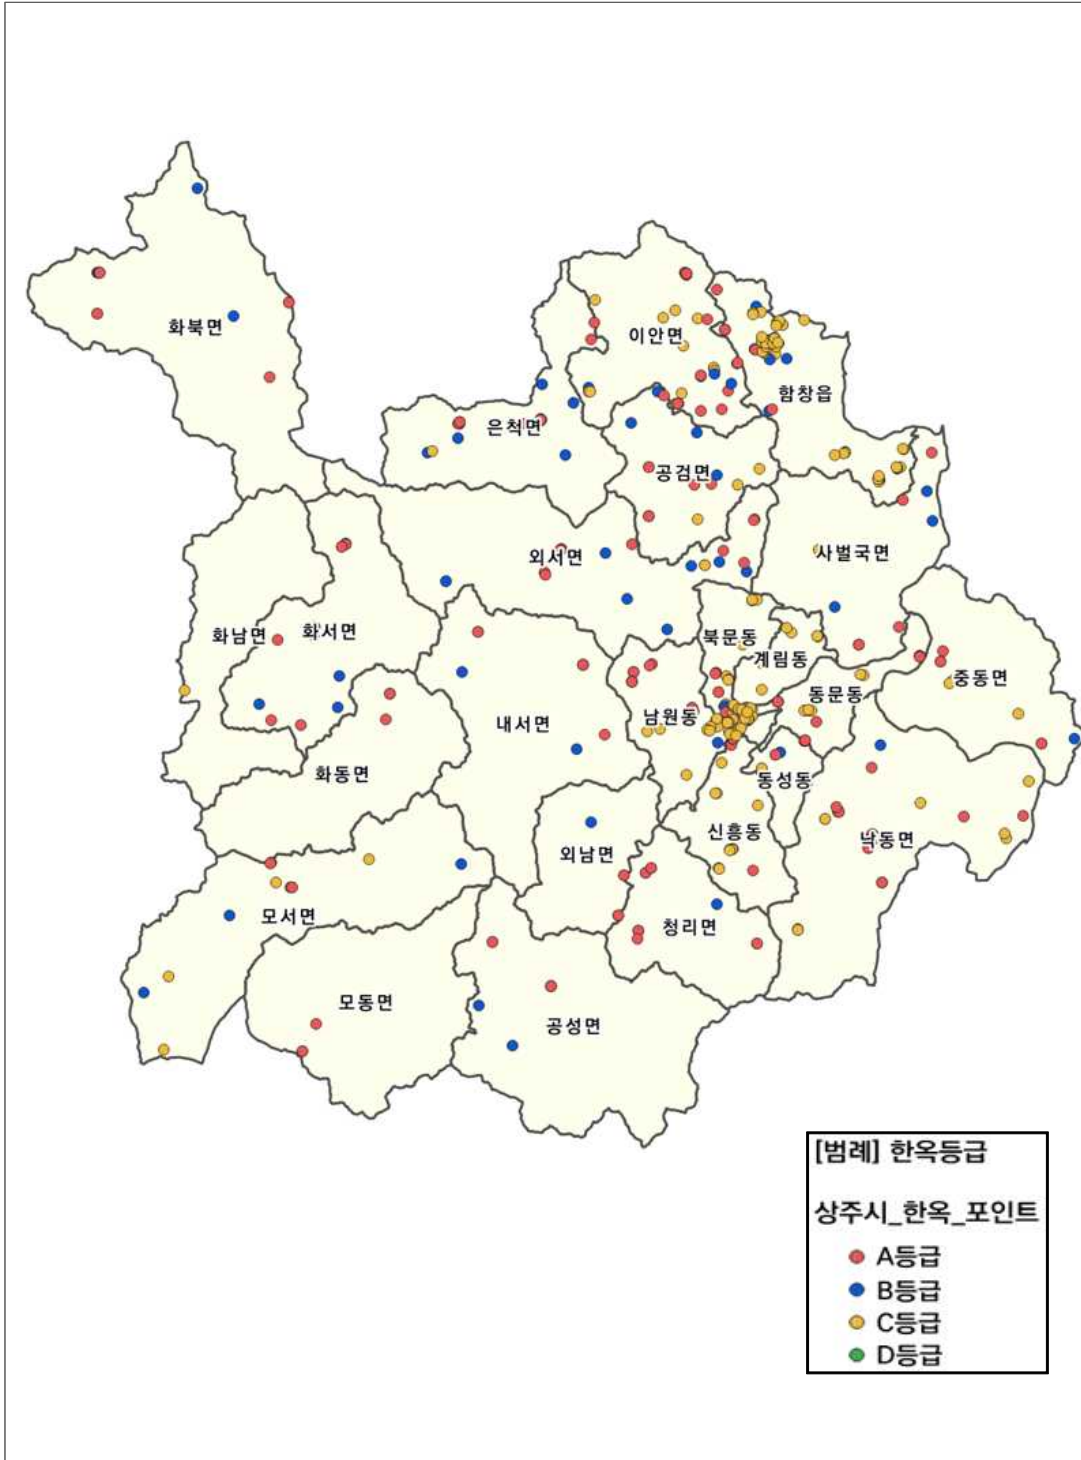 화북면
이안면
함창읍
은척면
공검면
외서면
사벌국면
화남면
화서면
북문동
계림동
동문동
중동면
내서면
남원동
화동면
동성동
신흥동
낙동면
외남면
모서면
청리면
모동면
공성면
[범례] 한옥등급
상주시_한옥_포인트
A등급
B등급
C등급
D등급